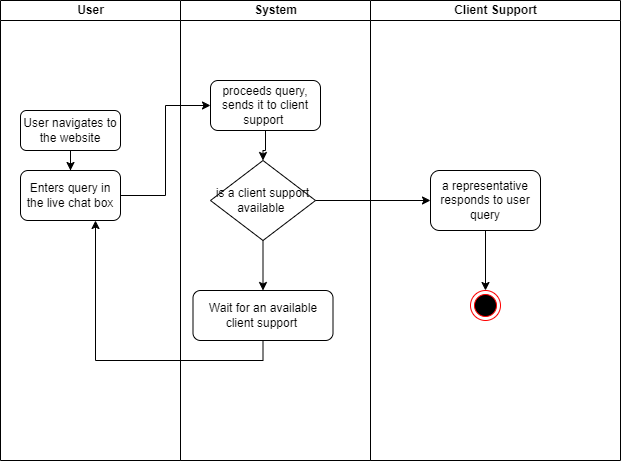 User
System
Client Support
User navigates to
the website
Enters query in
the live chat box
proceeds query,
sends it to client
support
is a client support
available
Wait for an available
client support
a representative
responds to user
query